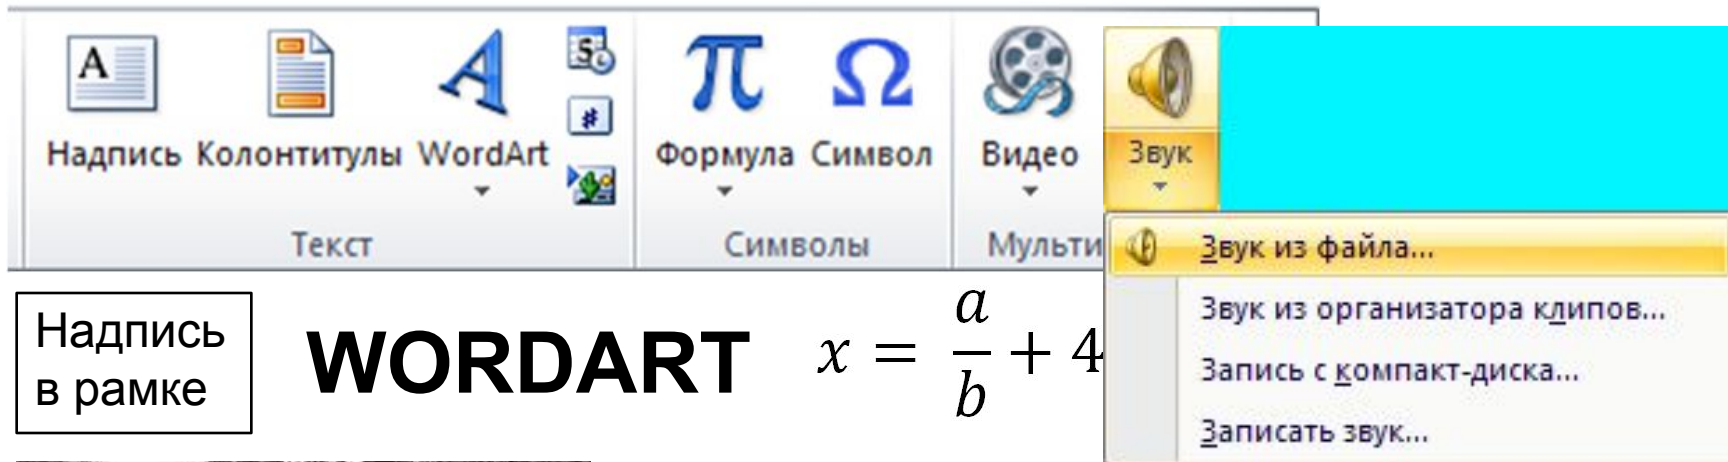 Надпись Колонтитулы WordArt Формула Символ Видео Звук
Текст Символы Мульти
Звук из файла...
Звук из организатора клипов...
Запись с компакт-диска...
Записать звук...
Надпись
в рамке
WORDART
x = a/b + 4